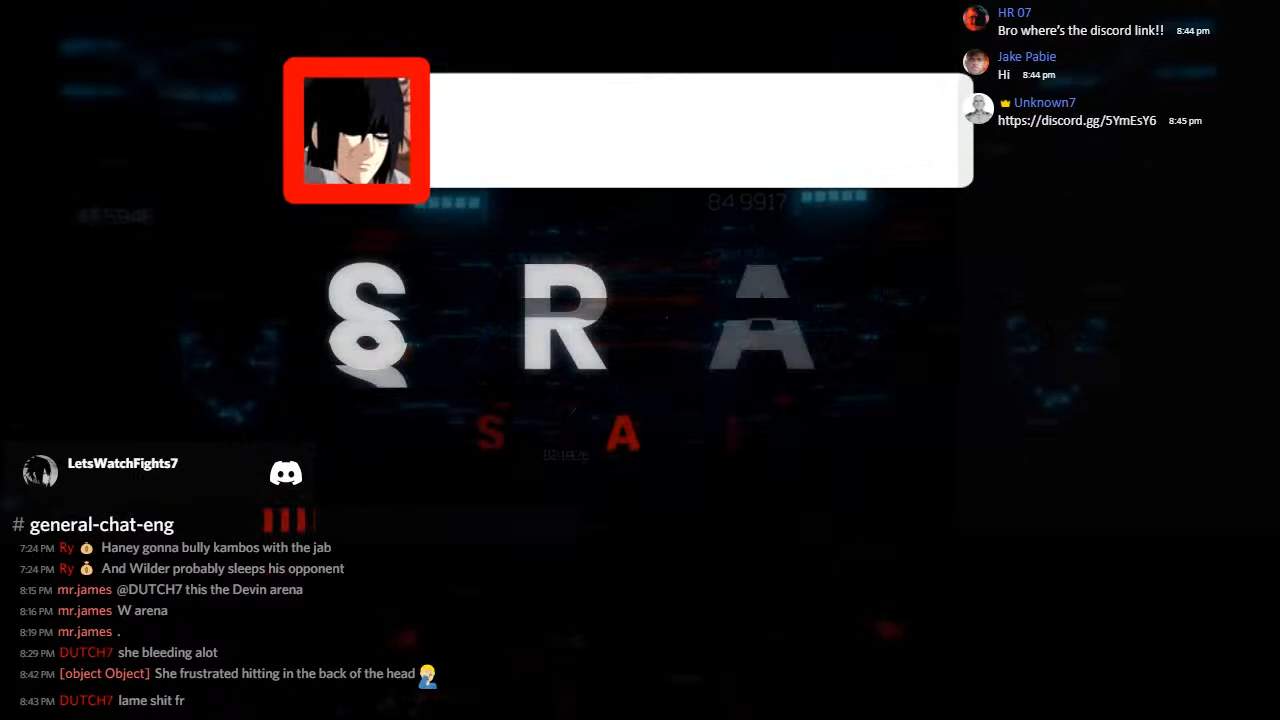 HR 07
Bro where's the discord link!! 8:44 pm
Jake Pabie
Hi 8:44 pm
Unknown7
https://discord.gg/5YmEsY6 8:45 pm
84.9917
S R A
S A
LetsWatchFights7
# general-chat-eng
7:24 PM Ry Haney gonna bully kambos with the jab
7:24 PM Ry And Wilder probably sleeps his opponent
8:15 PM mr.james @DUTCH7 this the Devin arena
8:16 PM mr.james W arena
8:19 PM mr.james .
8:29 PM DUTCH7 she bleeding alot
8:42 PM [object Object] She frustrated hitting in the back of the head
8:43 PM DUTCH7 lame shit fr